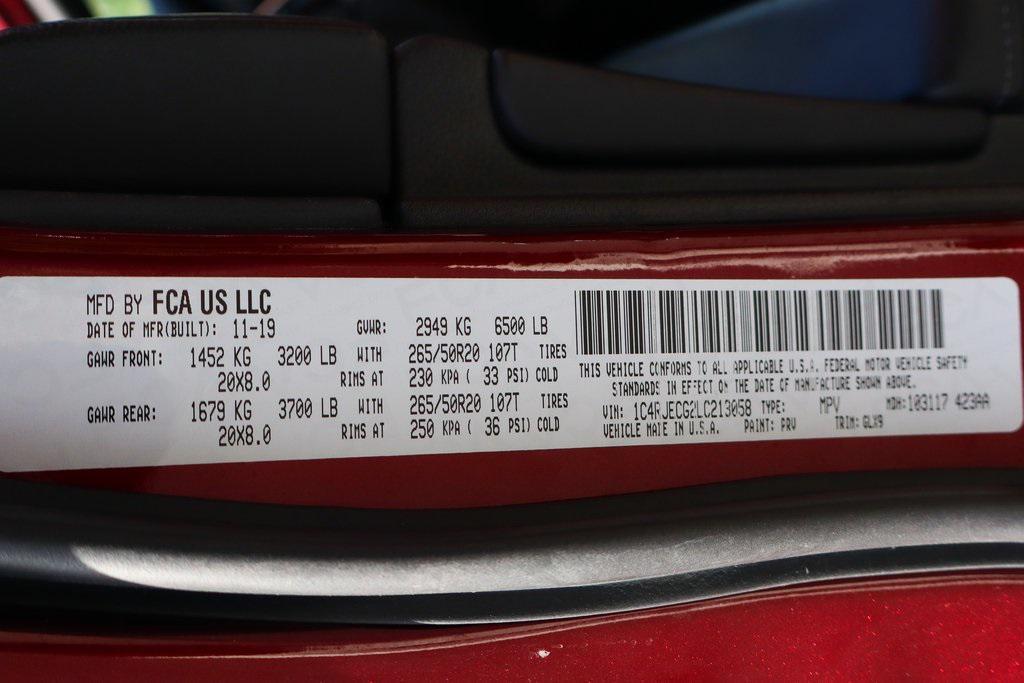 MFD BY FCA US LLC
DATE OF MFR(BUILT): 11-19 GVWR: 2949 KG 6500 LB
GAWR FRONT: 1452 KG 3200 LB WITH 265/50R20 107T TIRES
20X8.0 RIMS AT 230 KPA ( 33 PSI) COLD
GAWR REAR: 1679 KG 3700 LB WITH 265/50R20 107T TIRES
20X8.0 RIMS AT 250 KPA ( 36 PSI) COLD
THIS VEHICLE CONFORMS TO ALL APPLICABLE U.S.A. FEDERAL MOTOR VEHICLE SAFETY
STANDARDS IN EFFECT ON THE DATE OF MANUFACTURE SHOWN ABOVE.
VIN: 1C4RJECG2LC213058 TYPE: MPV MDH: 103117 423AA
VEHICLE MADE IN U.S.A. PAINT: PRV TRIM: GLX9